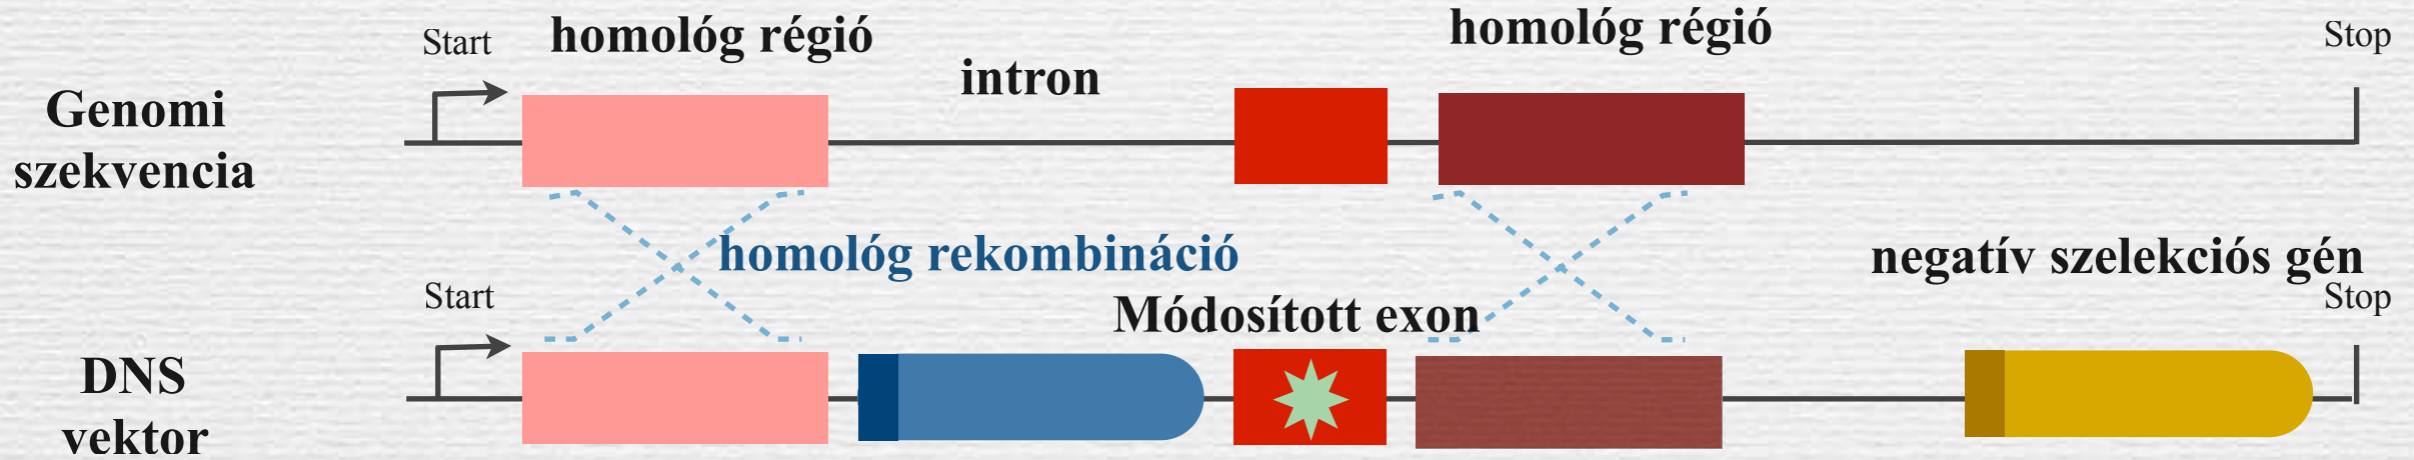 Start
homológ régió
homológ régió
Stop
intron
Genomi
szekvencia
homológ rekombináció
negatív szelekciós gén
Start
Módosított exon
Stop
DNS
vektor